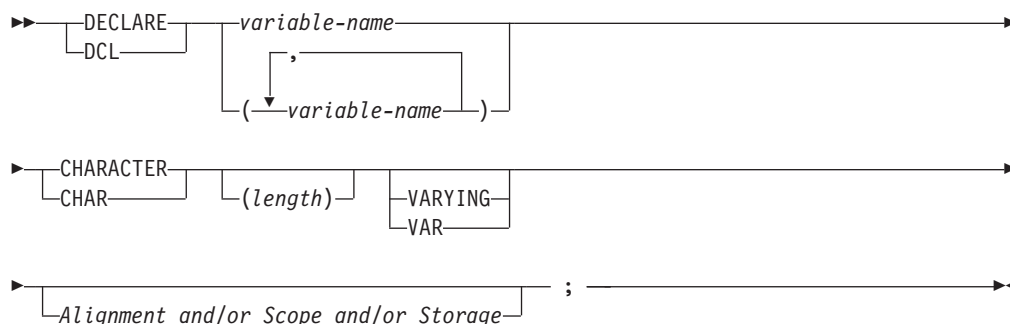 DECLARE variable-name
DCL ,
( variable-name )
CHARACTER
CHAR (length) VARYING
VAR
;
Alignment and/or Scope and/or Storage